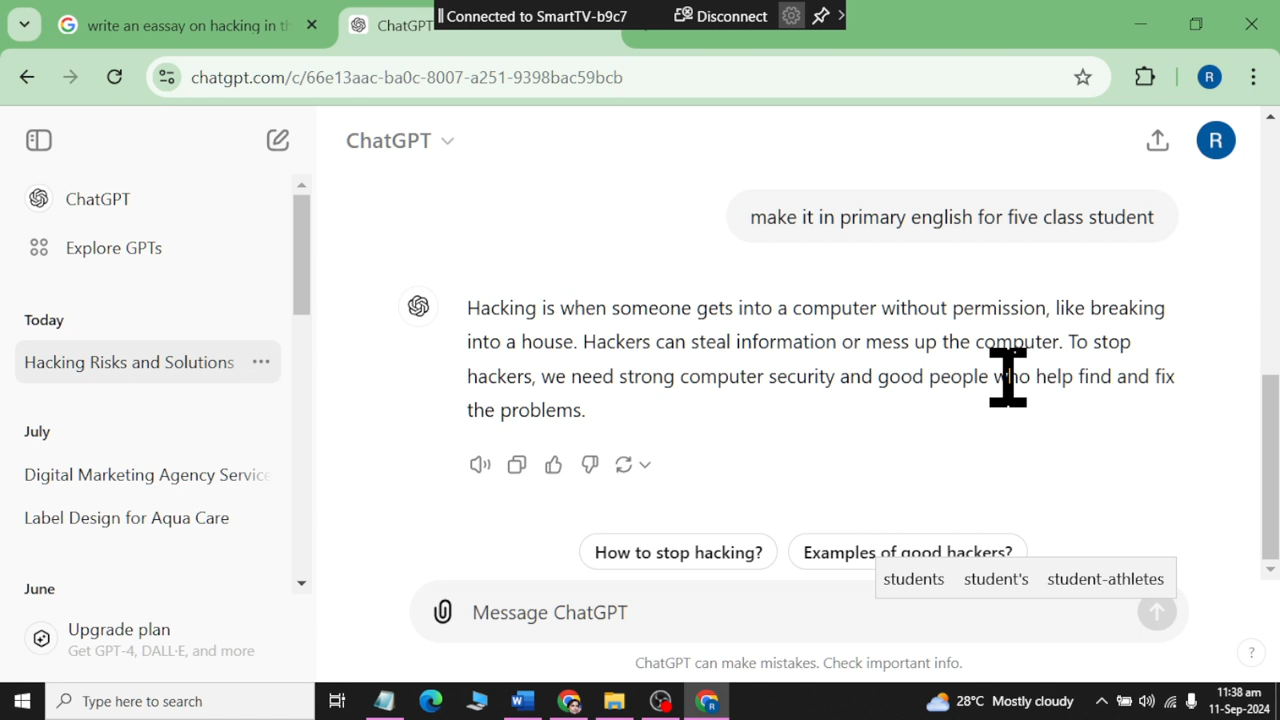 write an eassay on hacking in th
ChatGPT
Connected to SmartTV-b9c7
Disconnect
chatgpt.com/c/66e13aac-ba0c-8007-a251-9398bac59bcb
R
ChatGPT
R
ChatGPT
Explore GPTs
Today
Hacking Risks and Solutions
July
Digital Marketing Agency Service
Label Design for Aqua Care
June
Upgrade plan
Get GPT-4, DALL·E, and more
make it in primary english for five class student
Hacking is when someone gets into a computer without permission, like breaking
into a house. Hackers can steal information or mess up the computer. To stop
hackers, we need strong computer security and good people who help find and fix
the problems.
How to stop hacking?
Examples of good hackers?
students student's student-athletes
Message ChatGPT
ChatGPT can make mistakes. Check important info.
?
Type here to search
28°C Mostly cloudy
11:38 am
11-Sep-2024